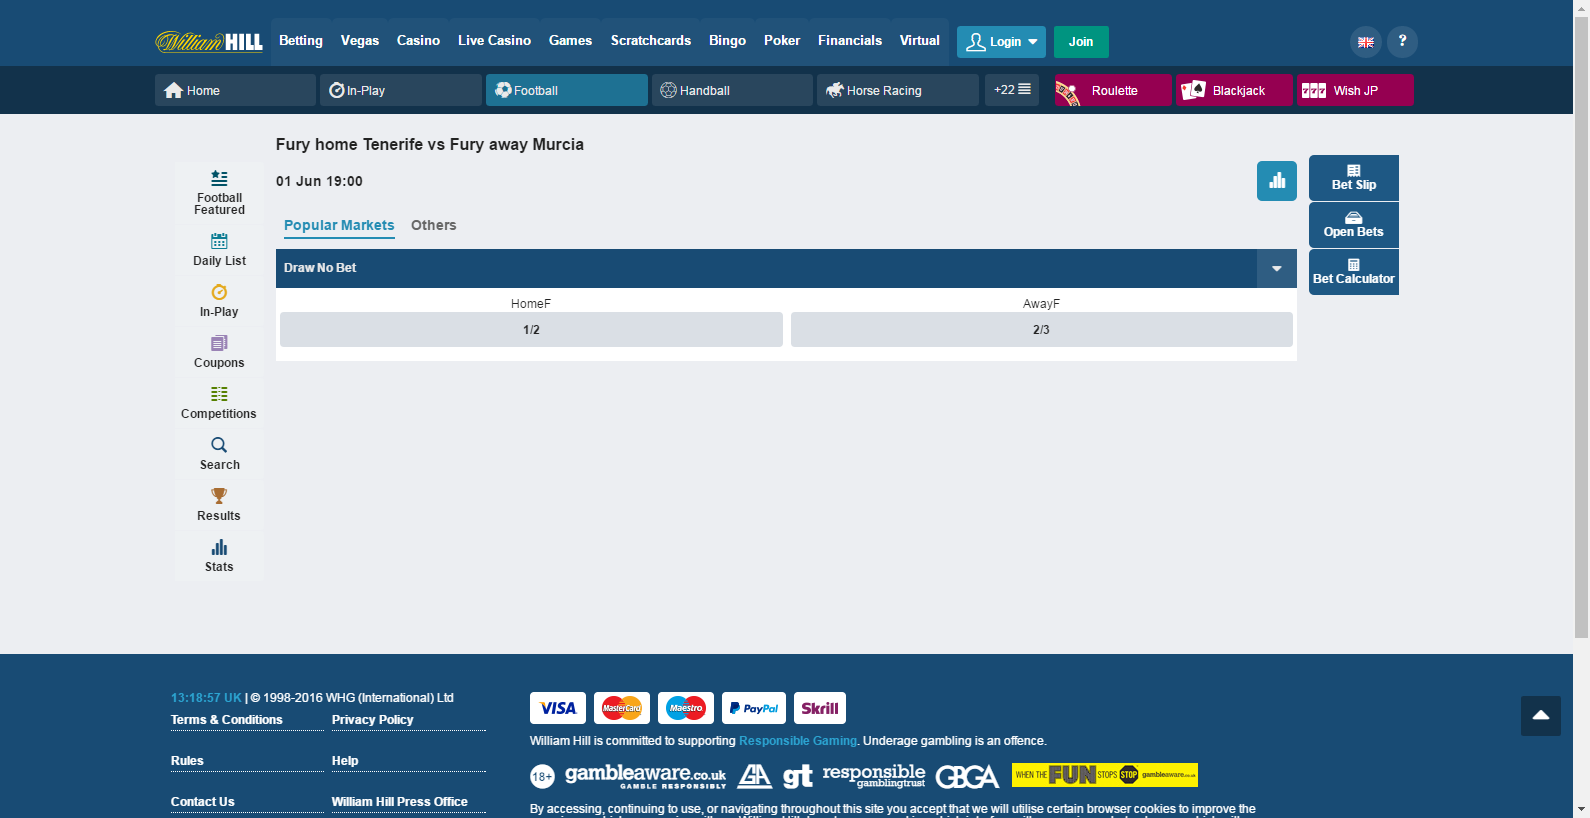 William HILL
Betting Vegas Casino Live Casino Games Scratchcards Bingo Poker Financials Virtual Login Join ?
Home In-Play Football Handball Horse Racing +22 Roulette Blackjack 777 Wish JP
Fury home Tenerife vs Fury away Murcia
01 Jun 19:00
Popular Markets Others
Draw No Bet
HomeF AwayF
1/2 2/3
Football
Featured
Daily List
In-Play
Coupons
Competitions
Search
Results
Stats
Bet Slip
Open Bets
Bet Calculator
13:18:57 UK | © 1998-2016 WHG (International) Ltd
Terms & Conditions Privacy Policy
Rules Help
Contact Us William Hill Press Office
VISA MasterCard Maestro PayPal Skrill
William Hill is committed to supporting Responsible Gaming. Underage gambling is an offence.
18+ gambleaware.co.uk GAMBLE RESPONSIBLY GA gt responsible gamblingtrust GBGA WHEN THE FUN STOPS STOP gambleaware.co.uk
By accessing, continuing to use, or navigating throughout this site you accept that we will utilise certain browser cookies to improve the